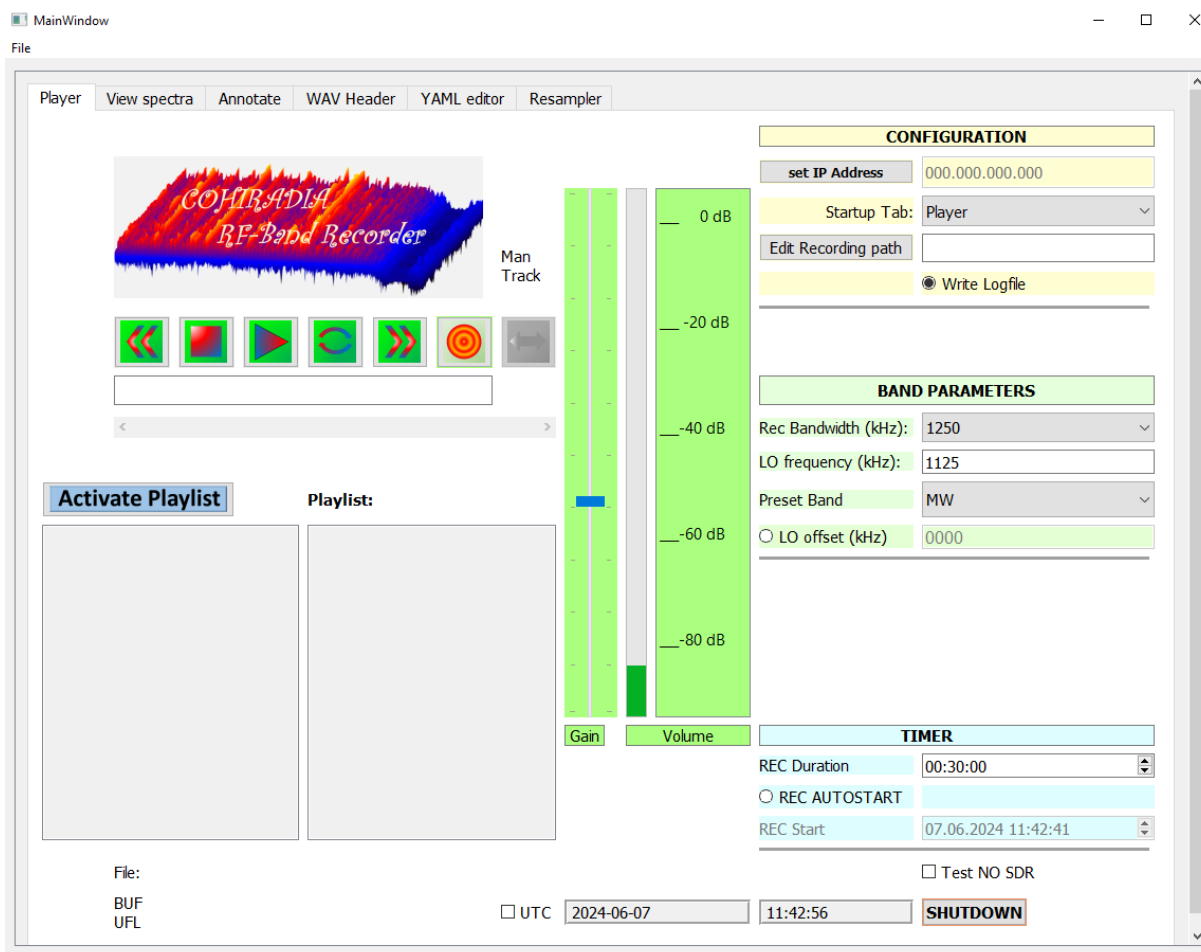 MainWindow
File
Player View spectra Annotate WAV Header YAML editor Resampler
COHIRADIA
RF-Band Recorder
Man
Track
Activate Playlist
Playlist:
File:
BUF
UFL
0 dB
-20 dB
-40 dB
-60 dB
-80 dB
Gain
Volume
CONFIGURATION
set IP Address 000.000.000.000
Startup Tab: Player
Edit Recording path
Write Logfile
BAND PARAMETERS
Rec Bandwidth (kHz): 1250
LO frequency (kHz): 1125
Preset Band MW
LO offset (kHz) 0000
TIMER
REC Duration 00:30:00
REC AUTOSTART
REC Start 07.06.2024 11:42:41
Test NO SDR
UTC 2024-06-07 11:42:56 SHUTDOWN